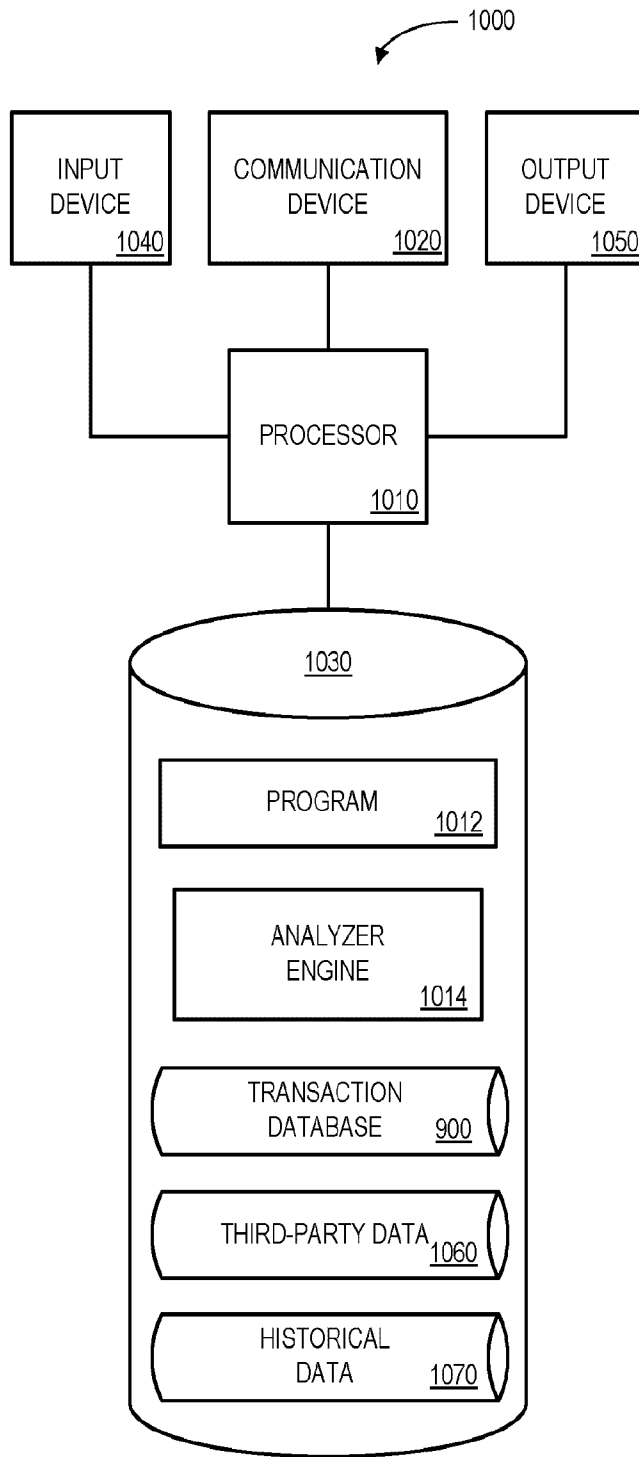 1000
INPUT
DEVICE
1040
COMMUNICATION
DEVICE
1020
OUTPUT
DEVICE
1050
PROCESSOR
1010
1030
PROGRAM
1012
ANALYZER
ENGINE
1014
TRANSACTION
DATABASE
900
THIRD-PARTY DATA
1060
HISTORICAL
DATA
1070